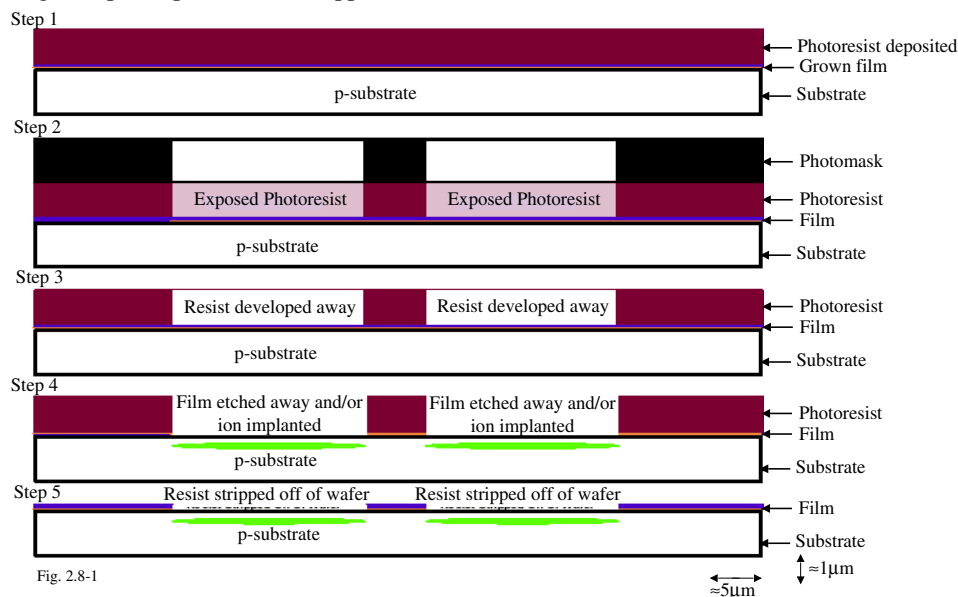 Step 1
Photoresist deposited
Grown film
p-substrate
Substrate
Step 2
Photomask
Exposed Photoresist
Exposed Photoresist
Photoresist
Film
p-substrate
Substrate
Step 3
Resist developed away
Resist developed away
Photoresist
Film
p-substrate
Substrate
Step 4
Film etched away and/or
ion implanted
Film etched away and/or
ion implanted
Photoresist
Film
p-substrate
Substrate
Step 5
Resist stripped off of wafer
Resist stripped off of wafer
Film
p-substrate
Substrate
Fig. 2.8-1
≈1μm
≈5μm